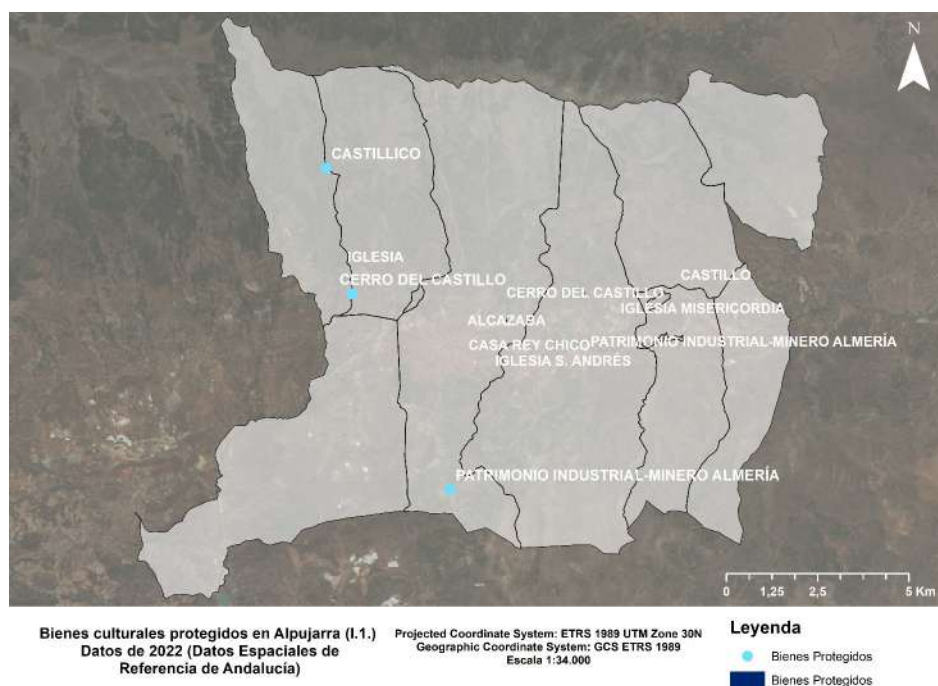 N
CASTILLICO
IGLESIA
CERRO DEL CASTILLO
CASTILLO
CERRO DEL CASTILLO
IGLESIA MISERICORDIA
ALCAZABA
CASA REY CHICO
PATRIMONIO INDUSTRIAL-MINERO ALMERÍA
IGLESIA S. ANDRÉS
PATRIMONIO INDUSTRIAL-MINERO ALMERÍA
0 1,25 2,5 5 Km
Bienes culturales protegidos en Alpujarra (I.1.)
Datos de 2022 (Datos Espaciales de
Referencia de Andalucía)
Projected Coordinate System: ETRS 1989 UTM Zone 30N
Geographic Coordinate System: GCS ETRS 1989
Escala 1:34.000
Leyenda
Bienes Protegidos
Bienes Protegidos